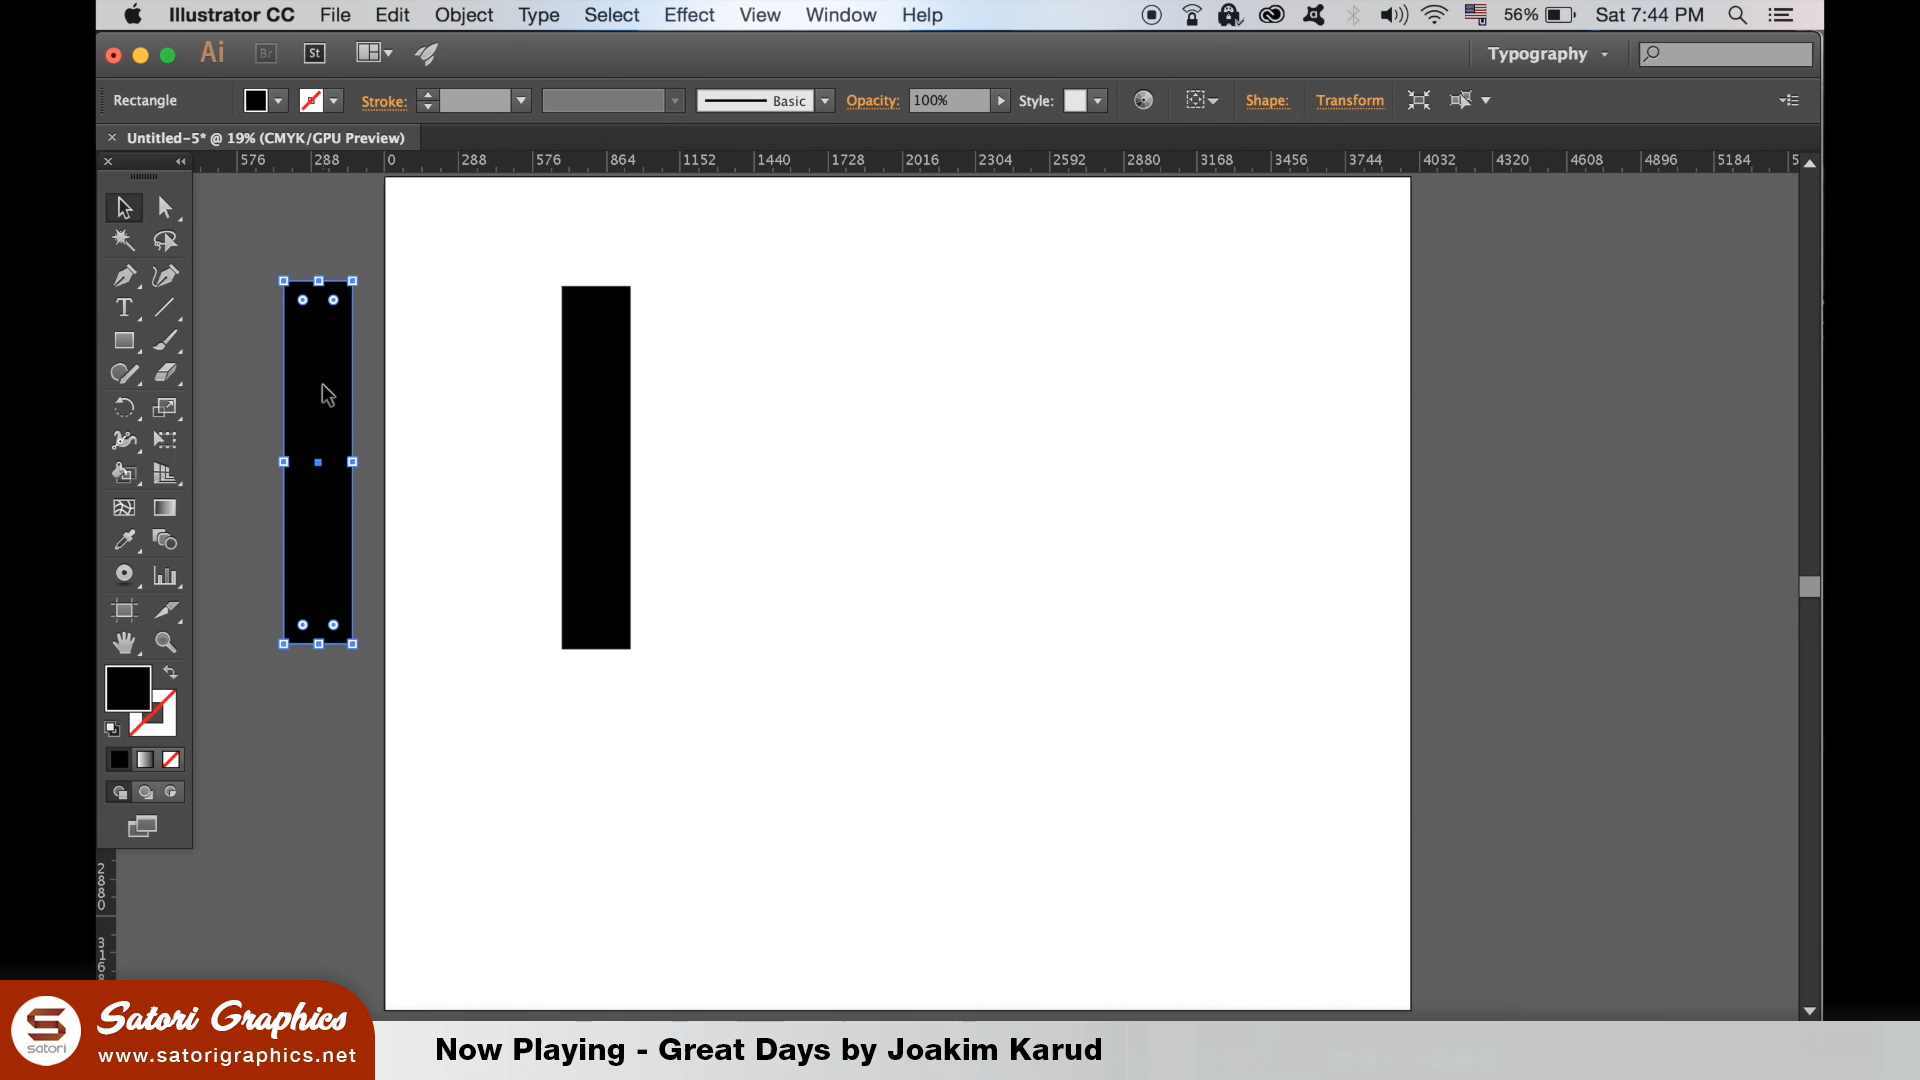 Illustrator CC File Edit Object Type Select Effect View Window Help 56% Sat 7:44 PM
Ai Br St Typography
Rectangle Stroke: Basic Opacity: 100% Style: Shape: Transform
Untitled-5* @ 19% (CMYK/GPU Preview)
576 288 0 288 576 864 1152 1440 1728 2016 2304 2592 2880 3168 3456 3744 4032 4320 4608 4896 5184 5
T
2880
316
Satori Graphics
satori
www.satorigraphics.net
Now Playing - Great Days by Joakim Karud